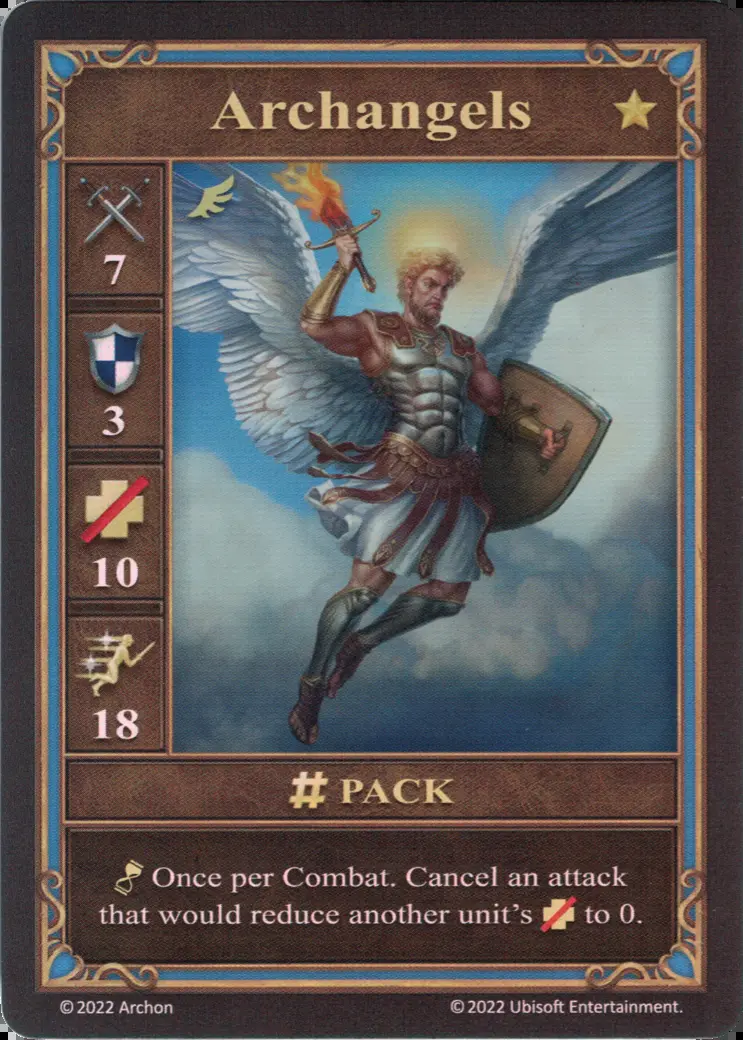 Archangels
7
3
10
18
# PACK
Once per Combat. Cancel an attack
that would reduce another unit's to 0.
© 2022 Archon
© 2022 Ubisoft Entertainment.